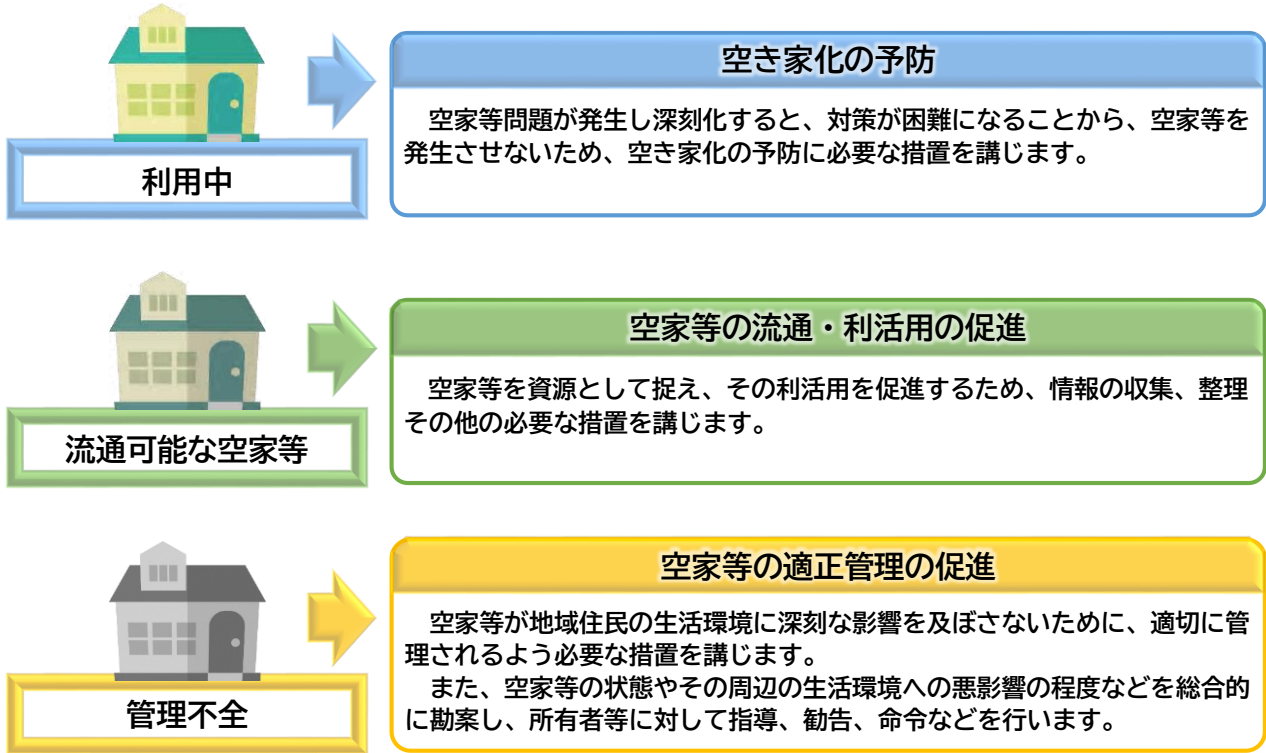 空き家化の予防
空家等問題が発生し深刻化すると、対策が困難になることから、空家等を
発生させないため、空き家化の予防に必要な措置を講じます。
利用中
空家等の流通・利活用の促進
空家等を資源として捉え、その利活用を促進するため、情報の収集、整理
その他の必要な措置を講じます。
流通可能な空家等
空家等の適正管理の促進
空家等が地域住民の生活環境に深刻な影響を及ぼさないために、適切に管
理されるよう必要な措置を講じます。
また、空家等の状態やその周辺の生活環境への悪影響の程度などを総合的
に勘案し、所有者等に対して指導、勧告、命令などを行います。
管理不全